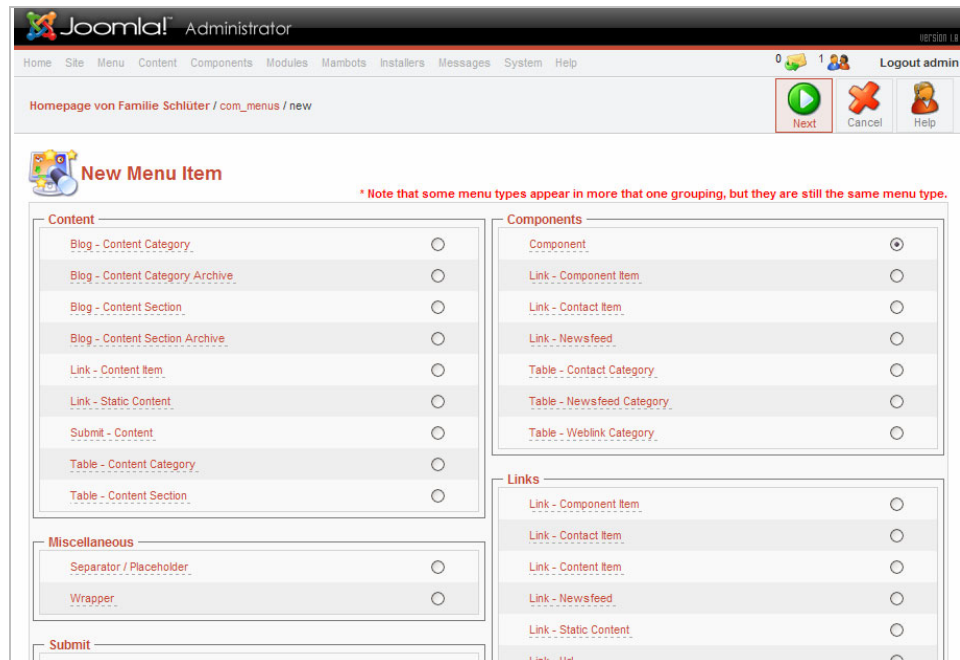 Joomla!™ Administrator
version 1.0
Home Site Menu Content Components Modules Mambots Installers Messages System Help 0 1 Logout admin
Homepage von Familie Schlüter / com_menus / new
Next Cancel Help
New Menu Item
* Note that some menu types appear in more that one grouping, but they are still the same menu type.
Content
Blog - Content Category
Blog - Content Category Archive
Blog - Content Section
Blog - Content Section Archive
Link - Content Item
Link - Static Content
Submit - Content
Table - Content Category
Table - Content Section
Miscellaneous
Separator / Placeholder
Wrapper
Submit
Components
Component
Link - Component Item
Link - Contact Item
Link - Newsfeed
Table - Contact Category
Table - Newsfeed Category
Table - Weblink Category
Links
Link - Component Item
Link - Contact Item
Link - Content Item
Link - Newsfeed
Link - Static Content
Link - Url